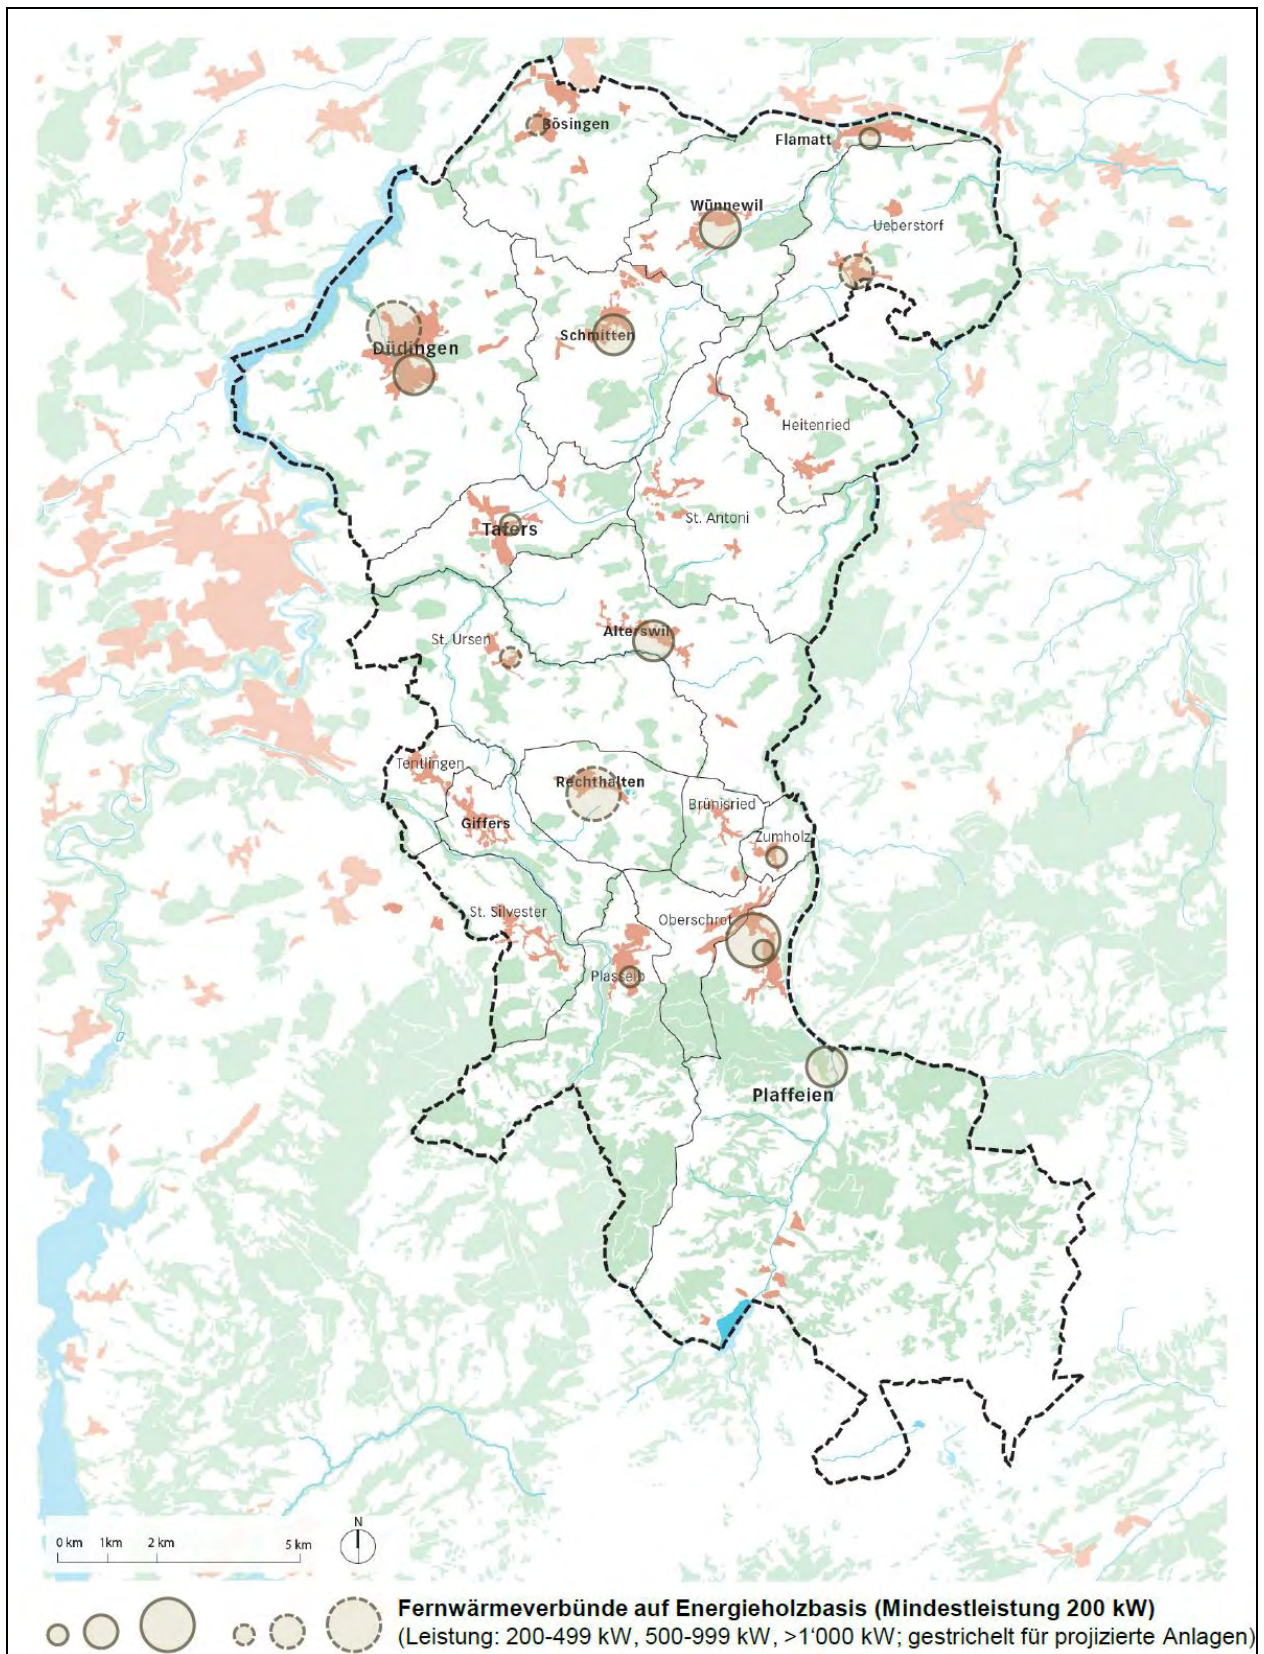 Bösingen
Flamatt
Wünnewil
Ueberstorf
Schmitten
Düdingen
Heitenried
St. Antoni
Tafers
Alterswil
St. Ursen
Tentlingen
Rechthalten
Brünisried
Giffers
Zumholz
St. Silvester
Oberschrot
Plasselb
Plaffeien
N
0 km 1km 2 km 5 km
Fernwärmeverbünde auf Energieholzbasis (Mindestleistung 200 kW)
(Leistung: 200-499 kW, 500-999 kW, >1'000 kW; gestrichelt für projizierte Anlagen)